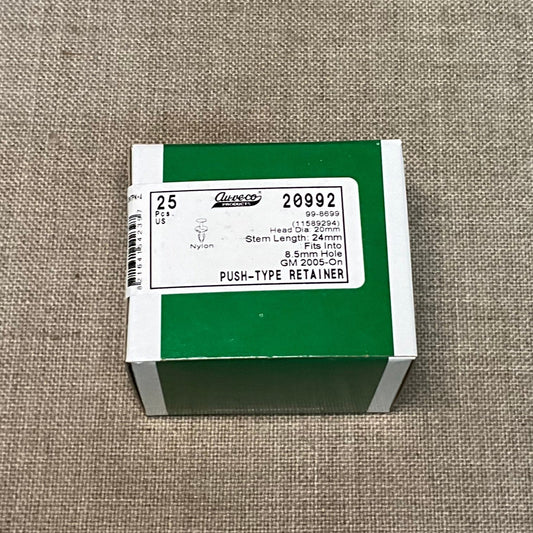 25
Pcs.
US
Au-ve-co
PRODUCTS
20992
99-6699
(11589294)
Head Dia: 20mm
Stem Length: 24mm
Fits Into
8.5mm Hole
GM 2005-On
Nylon
PUSH-TYPE RETAINER